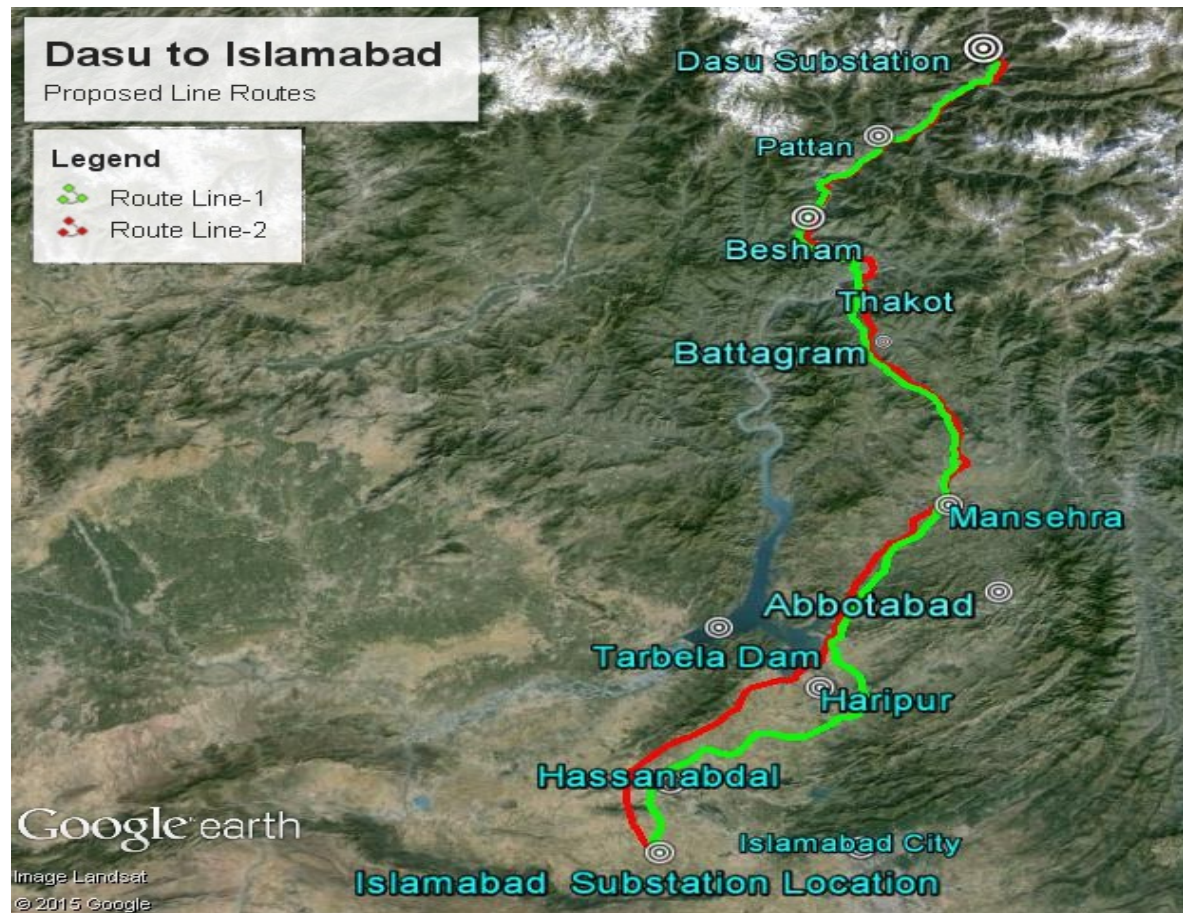 Dasu to Islamabad
Proposed Line Routes
Legend
Route Line-1
Route Line-2
Dasu Substation
Pattan
Besham
Thakot
Battagram
Mansehra
Abbotabad
Tarbela Dam
Haripur
Hassanabdal
Islamabad City
Islamabad Substation Location
Google earth
Image Landsat
© 2015 Google